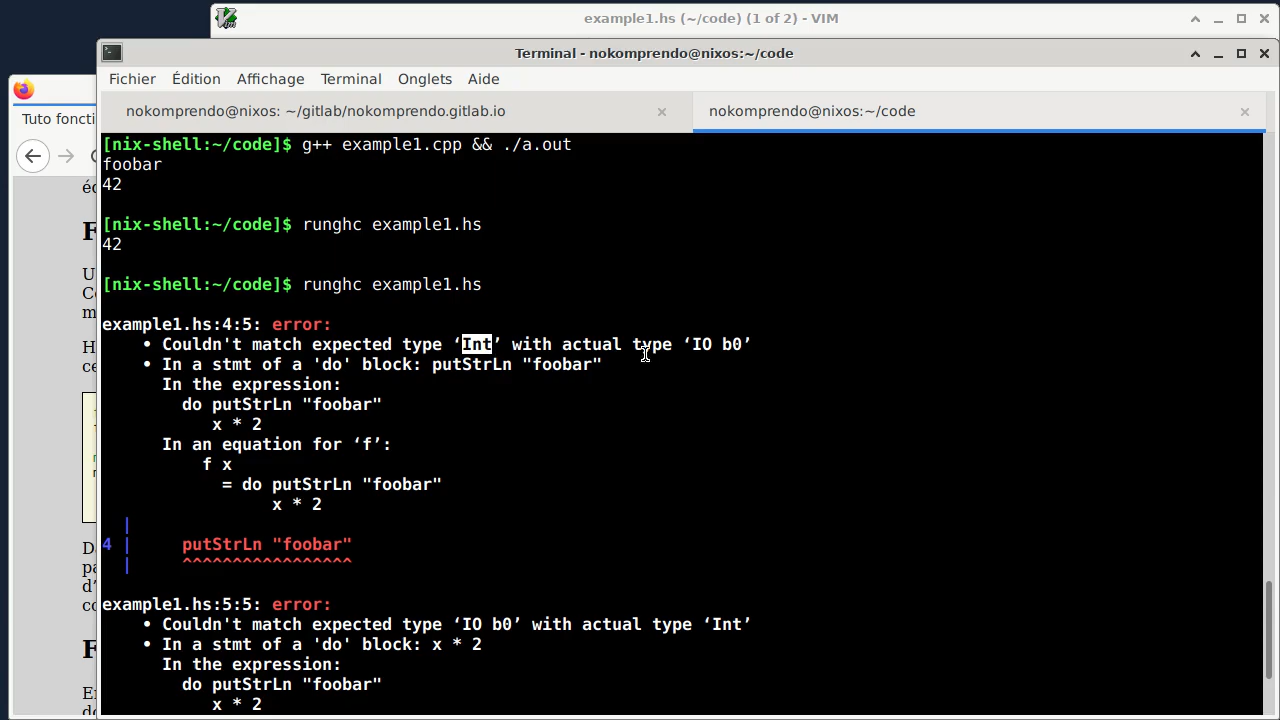 example1.hs (~/code) (1 of 2) - VIM
Terminal - nokomprendo@nixos:~/code
Fichier Édition Affichage Terminal Onglets Aide
nokomprendo@nixos: ~/gitlab/nokomprendo.gitlab.io
nokomprendo@nixos:~/code
Tuto foncti
[nix-shell:~/code]$ g++ example1.cpp && ./a.out
foobar
42
[nix-shell:~/code]$ runghc example1.hs
42
[nix-shell:~/code]$ runghc example1.hs
example1.hs:4:5: error:
• Couldn't match expected type ‘Int’ with actual type ‘IO b0’
• In a stmt of a 'do' block: putStrLn "foobar"
In the expression:
do putStrLn "foobar"
x * 2
In an equation for ‘f’:
f x
= do putStrLn "foobar"
x * 2
|
4 | putStrLn "foobar"
| ^^^^^^^^^^^^^^^^^
example1.hs:5:5: error:
• Couldn't match expected type ‘IO b0’ with actual type ‘Int’
• In a stmt of a 'do' block: x * 2
In the expression:
do putStrLn "foobar"
x * 2